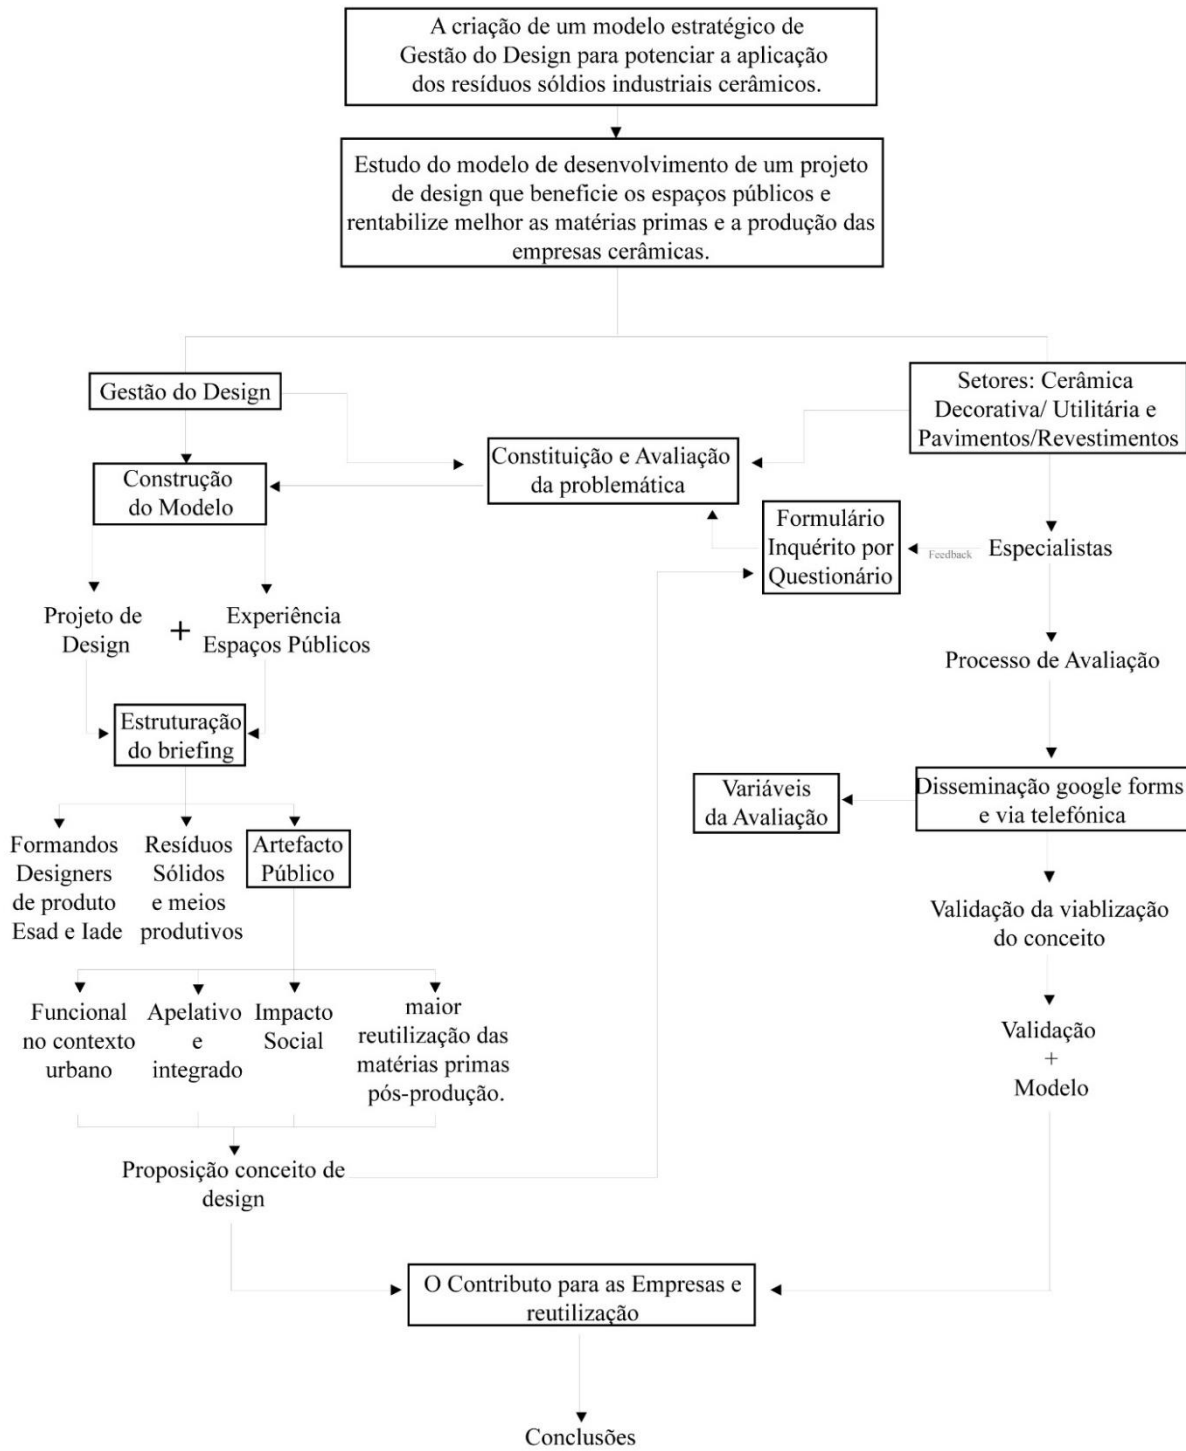 A criação de um modelo estratégico de
Gestão do Design para potenciar a aplicação
dos resíduos sóldios industriais cerâmicos.
Estudo do modelo de desenvolvimento de um projeto
de design que beneficie os espaços públicos e
rentabilize melhor as matérias primas e a produção das
empresas cerâmicas.
Gestão do Design
Setores: Cerâmica
Decorativa/ Utilitária e
Pavimentos/Revestimentos
Constituição e Avaliação
da problemática
Construção
do Modelo
Formulário
Inquérito por
Questionário
Feedback
Especialistas
Projeto de
Design
+
Experiência
Espaços Públicos
Processo de Avaliação
Estruturação
do briefing
Variáveis
da Avaliação
Disseminação google forms
e via telefónica
Formandos
Designers
de produto
Esad e Iade
Resíduos
Sólidos
e meios
produtivos
Artefacto
Público
Validação da viablização
do conceito
Funcional
no contexto
urbano
Apelativo
e
integrado
Impacto
Social
maior
reutilização das
matérias primas
pós-produção.
Validação
+
Modelo
Proposição conceito de
design
O Contributo para as Empresas e
reutilização
Conclusões